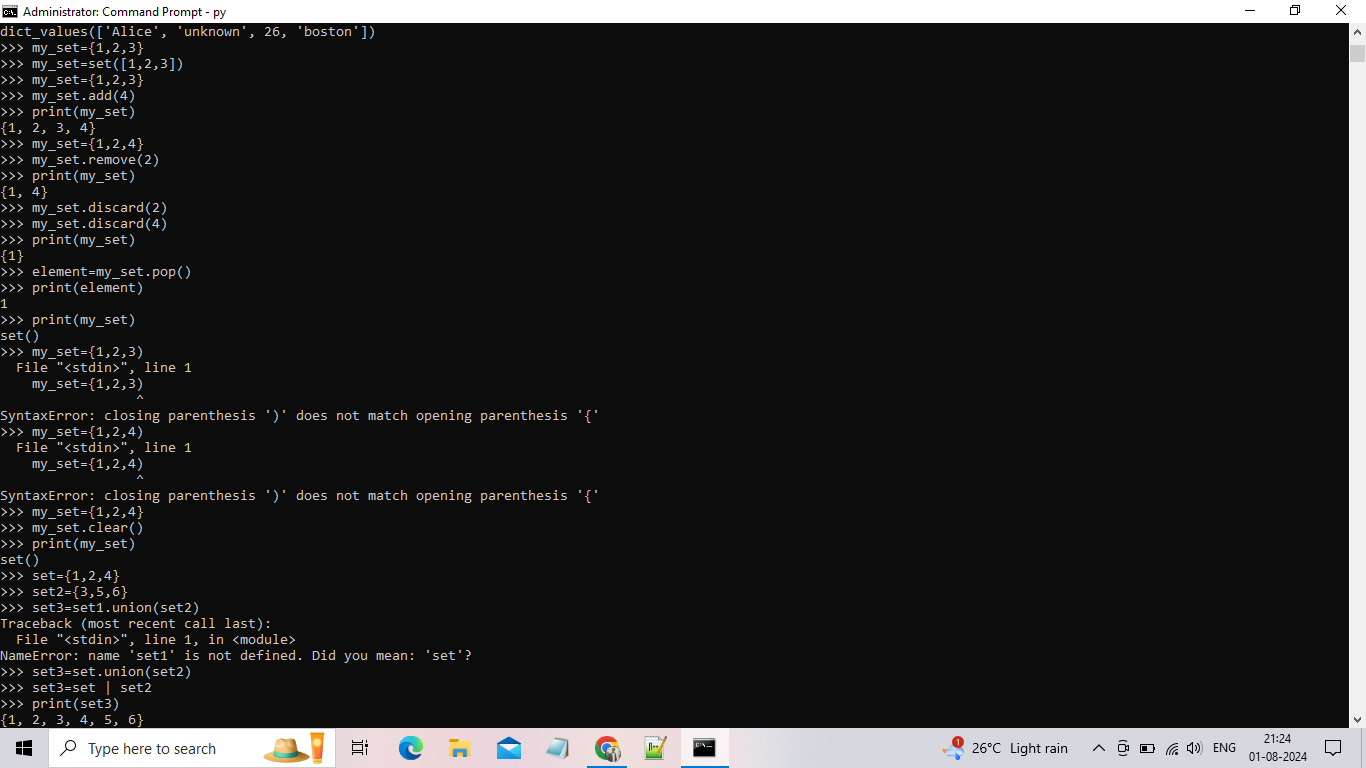 Administrator: Command Prompt - py
dict_values(['Alice', 'unknown', 26, 'boston'])
>>> my_set={1,2,3}
>>> my_set=set([1,2,3])
>>> my_set={1,2,3}
>>> my_set.add(4)
>>> print(my_set)
{1, 2, 3, 4}
>>> my_set={1,2,4}
>>> my_set.remove(2)
>>> print(my_set)
{1, 4}
>>> my_set.discard(2)
>>> my_set.discard(4)
>>> print(my_set)
{1}
>>> element=my_set.pop()
>>> print(element)
1
>>> print(my_set)
set()
>>> my_set={1,2,3)
  File "<stdin>", line 1
    my_set={1,2,3)
                 ^
SyntaxError: closing parenthesis ')' does not match opening parenthesis '{'
>>> my_set={1,2,4)
  File "<stdin>", line 1
    my_set={1,2,4)
                 ^
SyntaxError: closing parenthesis ')' does not match opening parenthesis '{'
>>> my_set={1,2,4}
>>> my_set.clear()
>>> print(my_set)
set()
>>> set={1,2,4}
>>> set2={3,5,6}
>>> set3=set1.union(set2)
Traceback (most recent call last):
  File "<stdin>", line 1, in <module>
NameError: name 'set1' is not defined. Did you mean: 'set'?
>>> set3=set.union(set2)
>>> set3=set | set2
>>> print(set3)
{1, 2, 3, 4, 5, 6}
Type here to search
1
26°C Light rain
ENG
21:24
01-08-2024